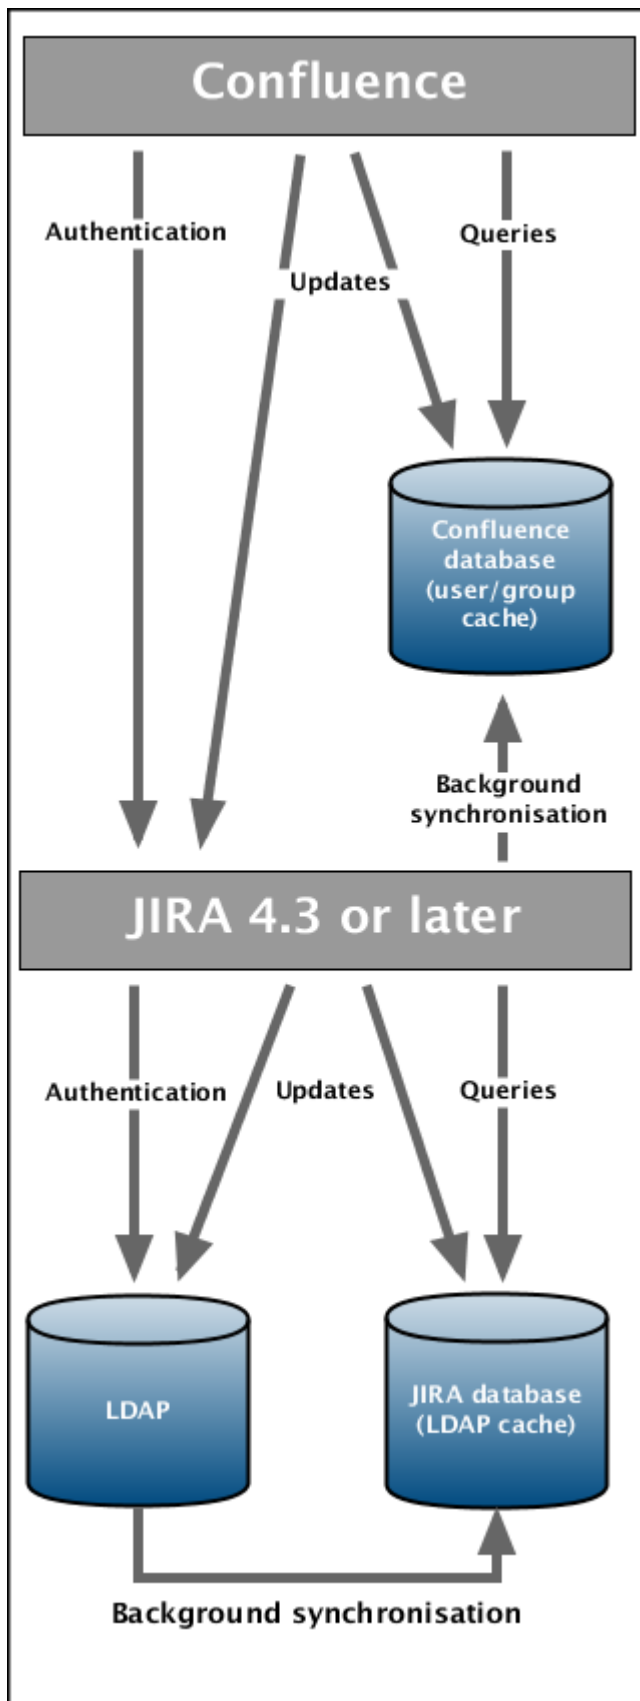 Confluence
Authentication
Queries
Updates
Confluence
database
(user/group
cache)
Background
synchronisation
JIRA 4.3 or later
Authentication
Updates
Queries
LDAP
JIRA database
(LDAP cache)
Background synchronisation